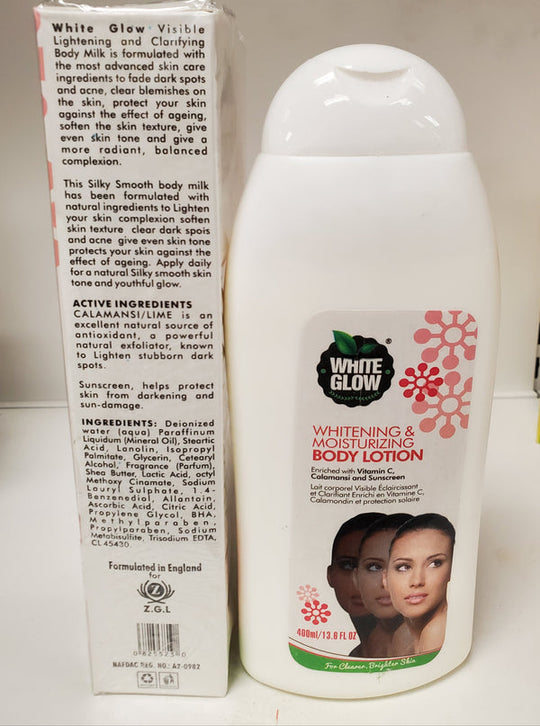 White Glow Visible
Lightening and Clarifying
Body Milk is formulated with
the most advanced skin care
ingredients to fade dark spots
and acne, clear blemishes on
the skin, protect your skin
against the effect of ageing,
soften the skin texture, give
even skin tone and give a
more radiant, balanced
complexion.
This Silky Smooth body milk
has been formulated with
natural ingredients to Lighten
your skin complexion soften
skin texture clear dark spois
and acne give even skin tone
protects your skin against the
effect of ageing. Apply daily
for a natural Silky smooth skin
tone and youthful glow.
ACTIVE INGREDIENTS
CALAMANSI/LIME is an
excellent natural source of
antioxidant, a powerful
natural exfoliator, known
to Lighten stubborn dark
spots.
Sunscreen, helps protect
skin from darkening and
sun-damage.
INGREDIENTS: Deionized
water (aqua) Paraffinum
Liquidum (Mineral Oil), Steartic
Acid, Lanolin, Isopropyl
Palmitate, Glycerin, Cetearyl
Alcohol, Fragrance (Parfum),
Shea Butter, Lactic Acid, octyl
Methoxy Cinamate, Sodium
Lauryl Sulphate, 1.4-
Benzendiol, Allantoin,
Ascorbic Acid, Citric Acid,
Propylene Glycol, BHA,
Methylparaben,
Propylparaben, Sodium
Metabisulfite, Trisodium EDTA,
CL 45430.
Formulated in England
for
Z
Z.G.L
0 825523 0
NAFDAC REG. NO.: A2-0982
WHITE
GLOW
®
WHITENING &
MOISTURIZING
BODY LOTION
Enriched with Vitamin C,
Calamansi and Sunscreen
Lait corporel Visible Éclaircissant
et Clarifiant Enrichi en Vitamine C,
Calamondin et protection solaire
400ml/13.6 FL OZ
For Clearer, Brighter Skin